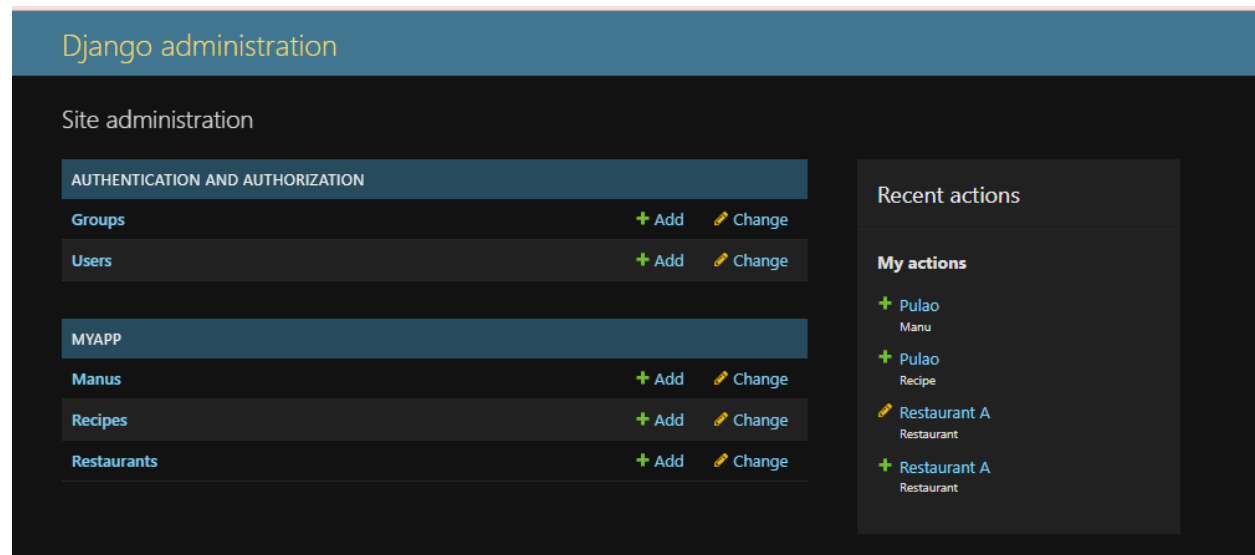 Django administration
Site administration
AUTHENTICATION AND AUTHORIZATION
Groups Add Change
Users Add Change
MYAPP
Manus Add Change
Recipes Add Change
Restaurants Add Change
Recent actions
My actions
Pulao
Manu
Pulao
Recipe
Restaurant A
Restaurant
Restaurant A
Restaurant